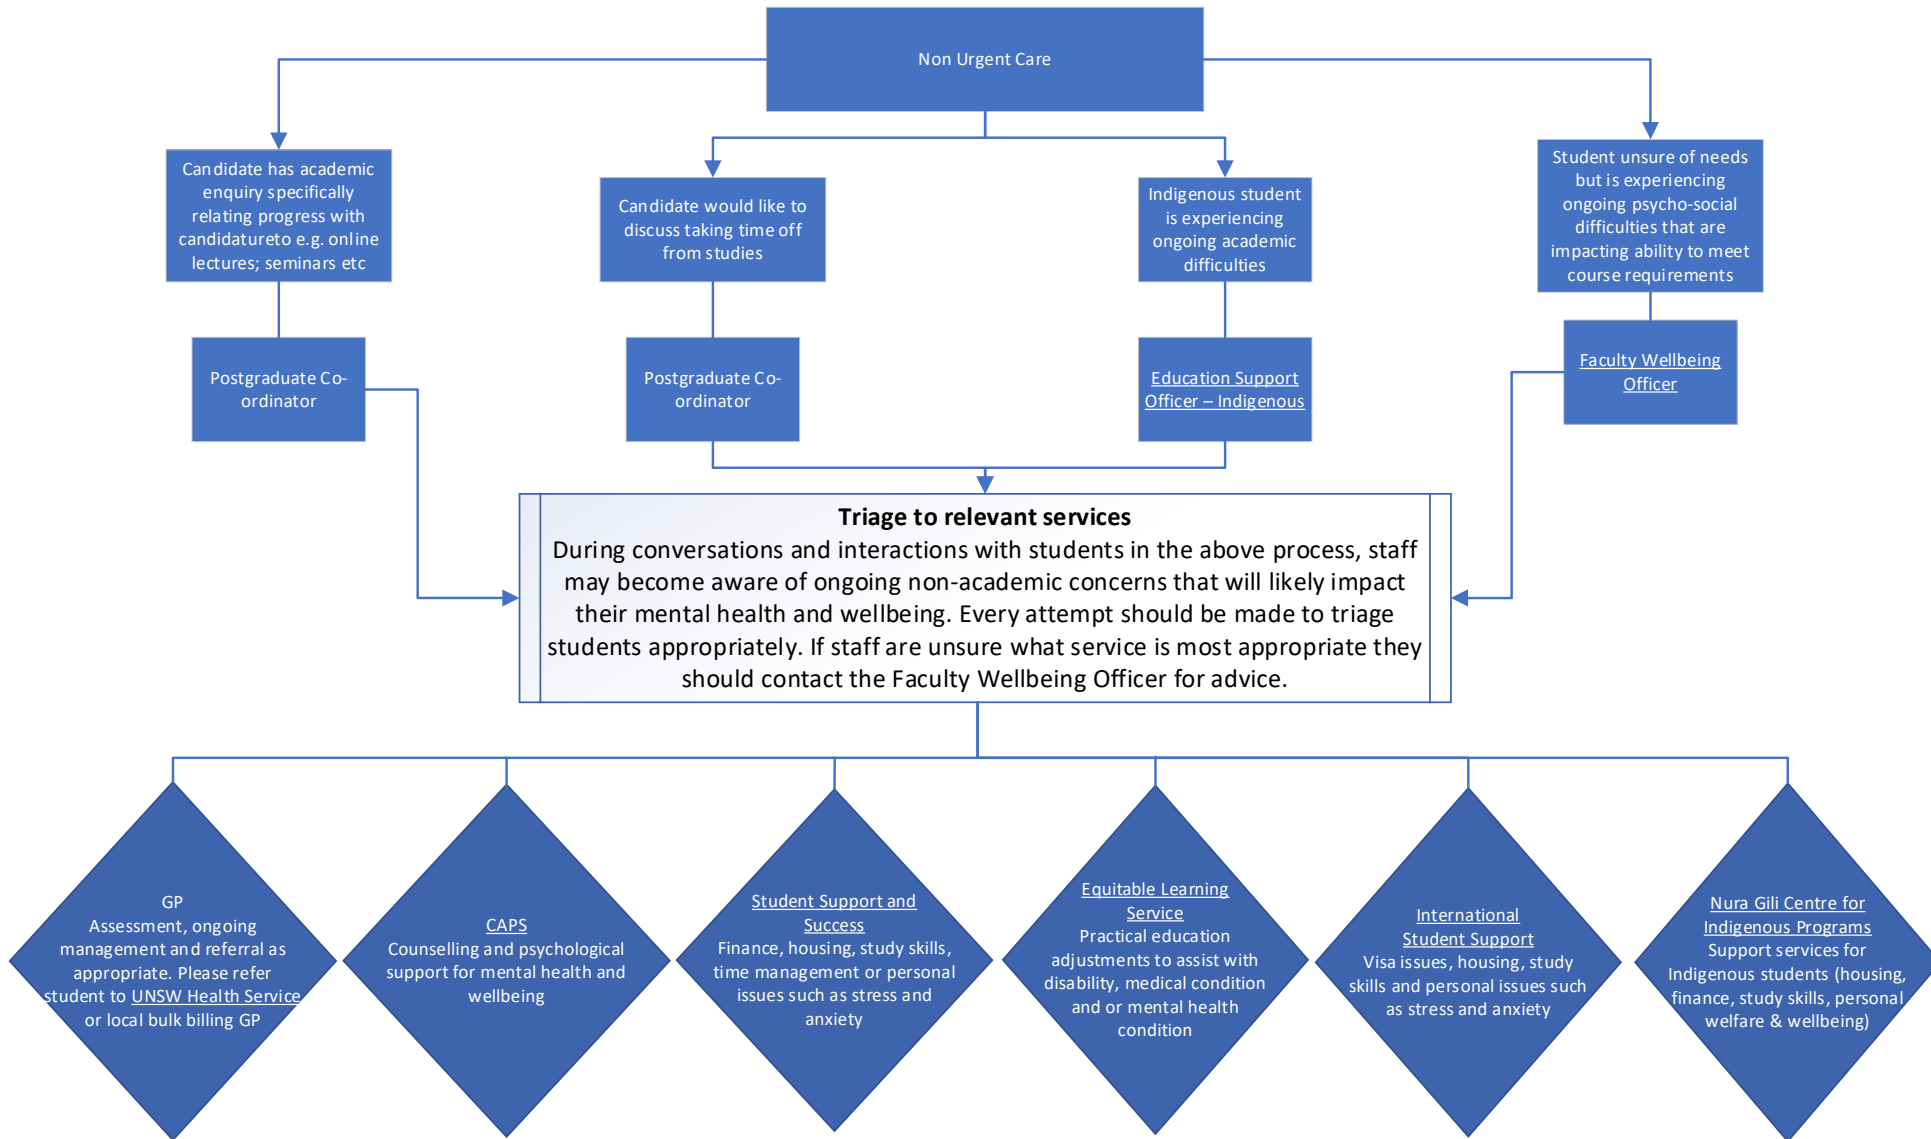 Non Urgent Care
Candidate has academic
enquiry specifically
relating progress with
candidatureto e.g. online
lectures; seminars etc
Candidate would like to
discuss taking time off
from studies
Indigenous student
is experiencing
ongoing academic
difficulties
Student unsure of needs
but is experiencing
ongoing psycho-social
difficulties that are
impacting ability to meet
course requirements
Postgraduate Co-
ordinator
Postgraduate Co-
ordinator
Education Support
Officer – Indigenous
Faculty Wellbeing
Officer
Triage to relevant services
During conversations and interactions with students in the above process, staff
may become aware of ongoing non-academic concerns that will likely impact
their mental health and wellbeing. Every attempt should be made to triage
students appropriately. If staff are unsure what service is most appropriate they
should contact the Faculty Wellbeing Officer for advice.
GP
Assessment, ongoing
management and referral as
appropriate. Please refer
student to UNSW Health Service
or local bulk billing GP
CAPS
Counselling and psychological
support for mental health and
wellbeing
Student Support and
Success
Finance, housing, study skills,
time management or personal
issues such as stress and
anxiety
Equitable Learning
Service
Practical education
adjustments to assist with
disability, medical condition
and or mental health
condition
International
Student Support
Visa issues, housing, study
skills and personal issues such
as stress and anxiety
Nura Gili Centre for
Indigenous Programs
Support services for
Indigenous students (housing,
finance, study skills, personal
welfare & wellbeing)